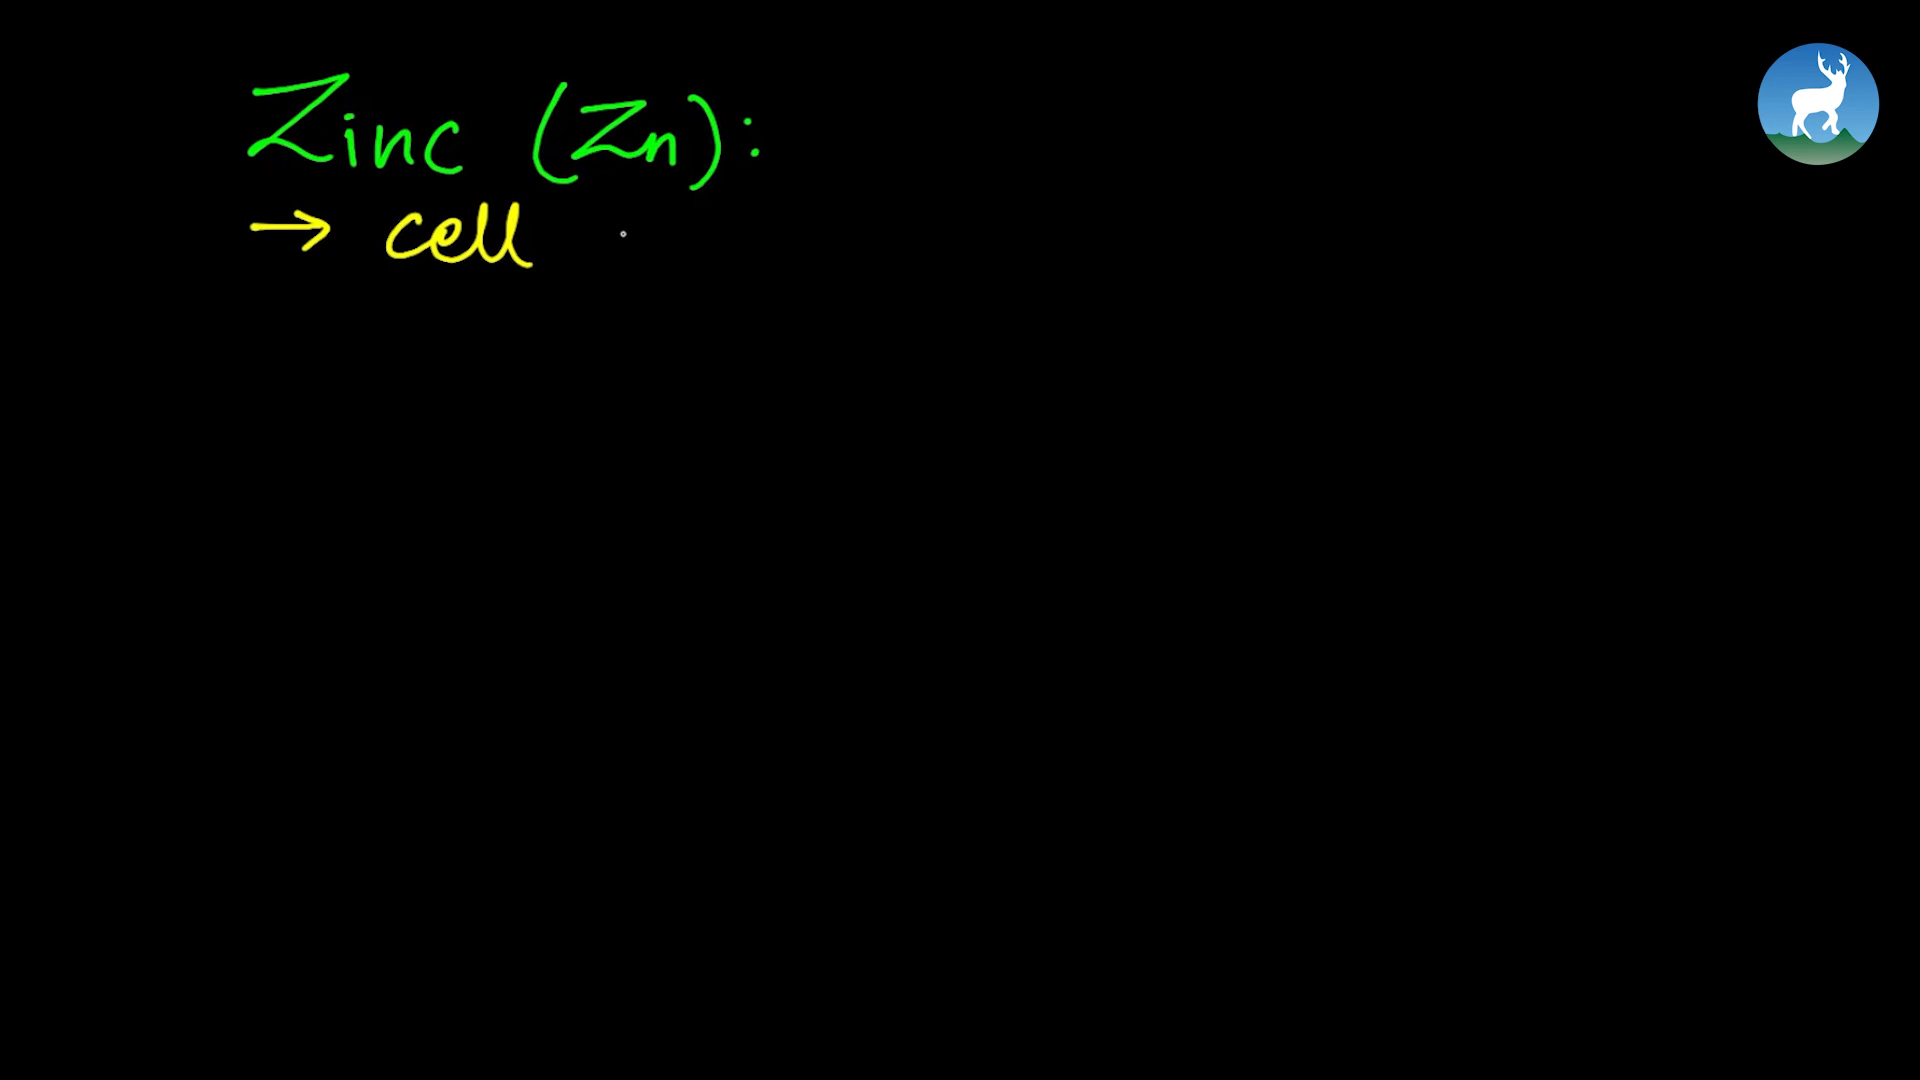 Zinc (Zn):
→ cell